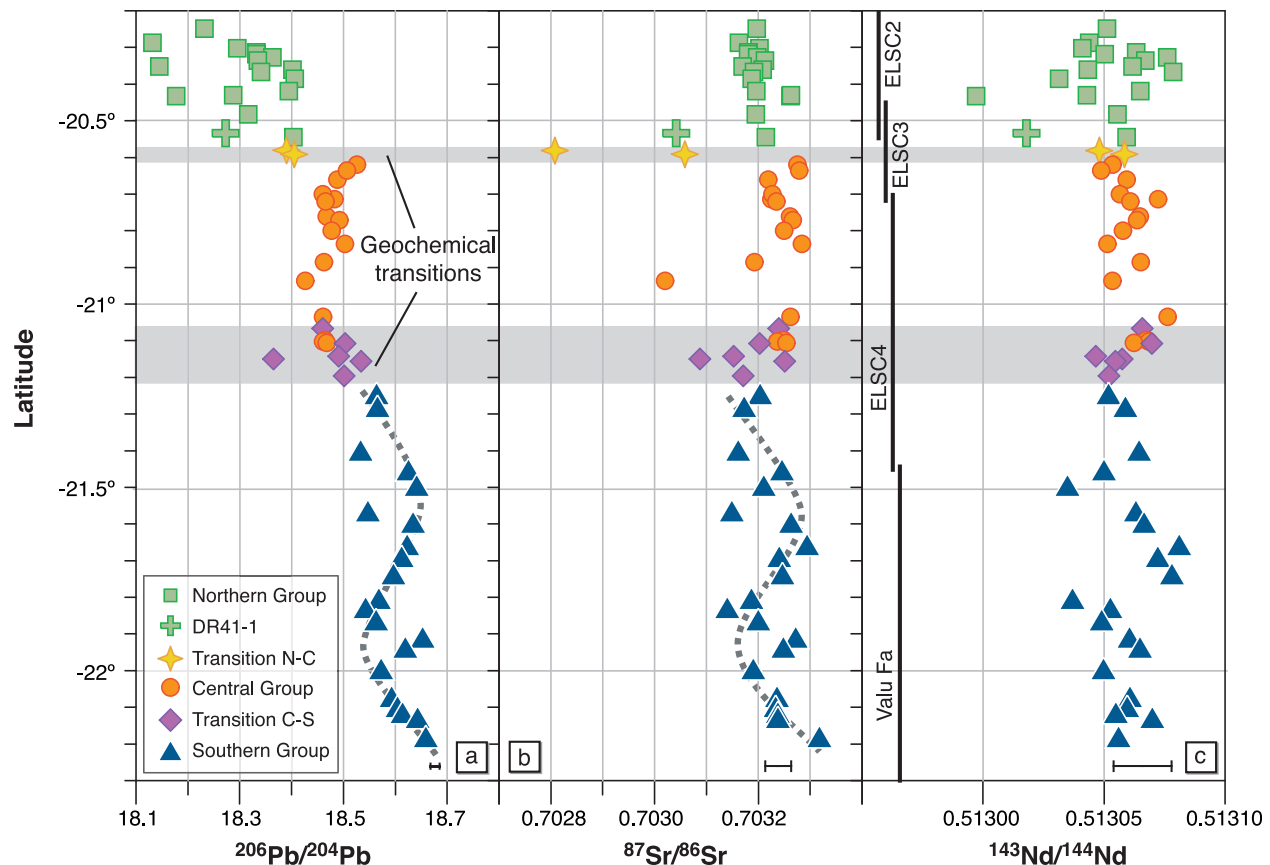 Latitude
-20.5°
-21°
-21.5°
-22°
Geochemical
transitions
Northern Group
DR41-1
Transition N-C
Central Group
Transition C-S
Southern Group
a
b
c
ELSC2
ELSC3
ELSC4
Valu Fa
18.1 18.3 18.5 18.7
0.7028 0.7030 0.7032
0.51300 0.51305 0.51310
²⁰⁶Pb/²⁰⁴Pb
⁸⁷Sr/⁸⁶Sr
¹⁴³Nd/¹⁴⁴Nd